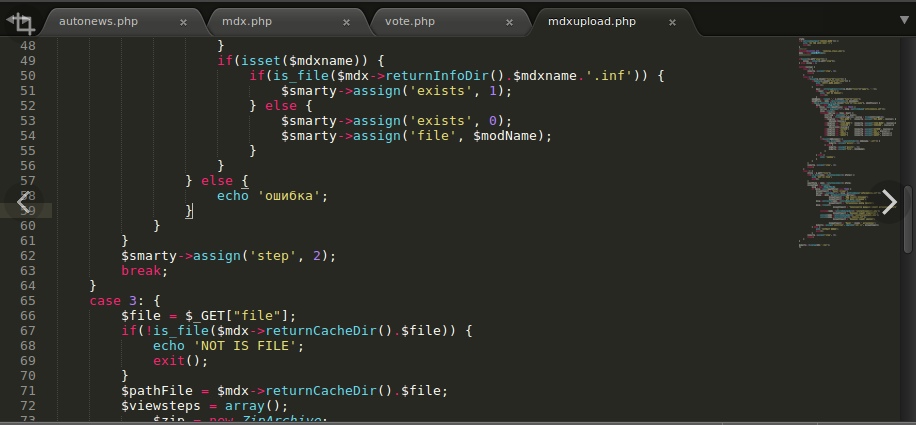 autonews.php × mdx.php × vote.php × mdxupload.php ×
48 }
49 if(isset($mdxname)) {
50 if(is_file($mdx->returnInfoDir().$mdxname.'.inf')) {
51 $smarty->assign('exists', 1);
52 } else {
53 $smarty->assign('exists', 0);
54 $smarty->assign('file', $modName);
55 }
56 }
57 } else {
58 echo 'ошибка';
59 }
60 }
61 }
62 $smarty->assign('step', 2);
63 break;
64 }
65 case 3: {
66 $file = $_GET["file"];
67 if(!is_file($mdx->returnCacheDir().$file)) {
68 echo 'NOT IS FILE';
69 exit();
70 }
71 $pathFile = $mdx->returnCacheDir().$file;
72 $viewsteps = array();
73 $zip = new ZipArchive;